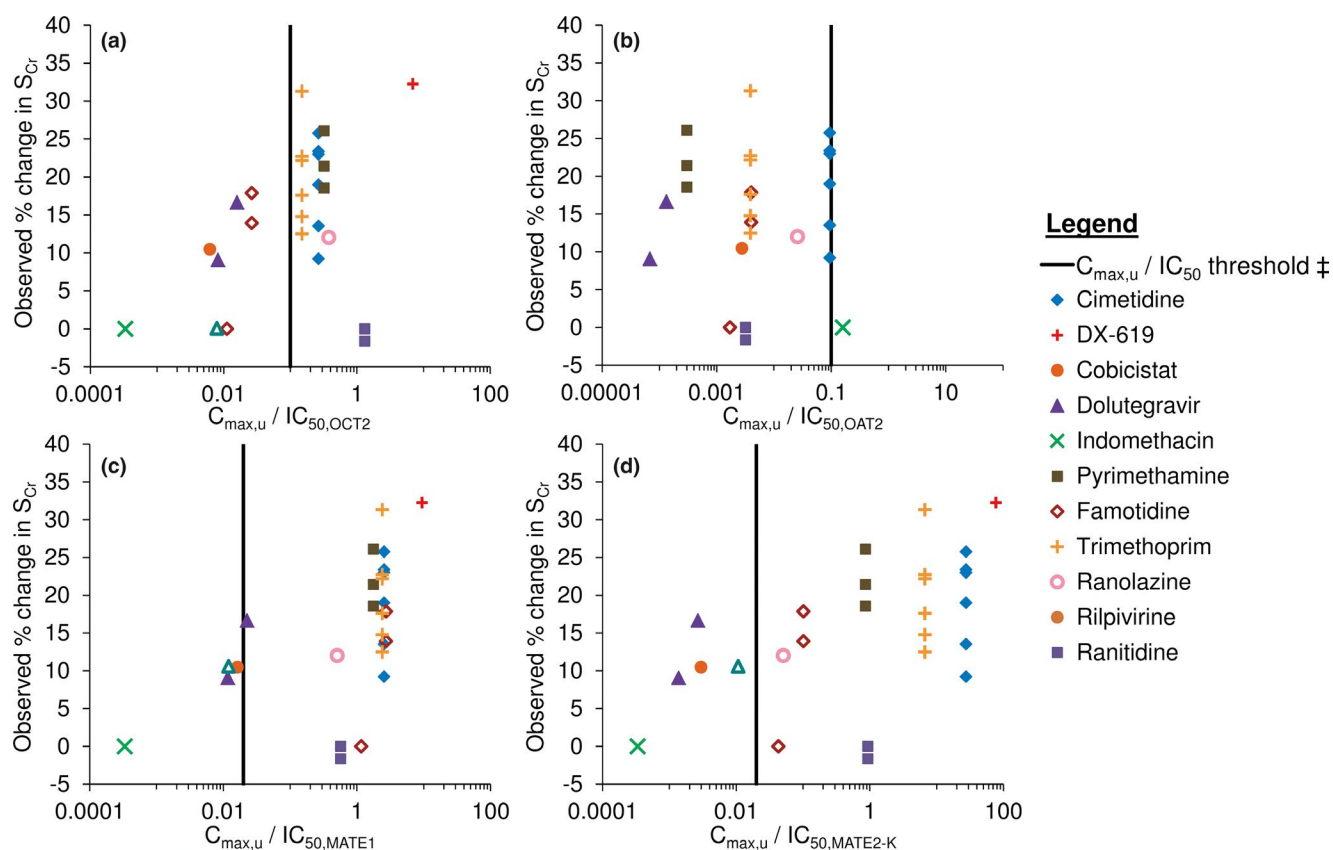 (a)
Observed % change in SCr
40
35
30
25
20
15
10
5
0
-5
0.0001 0.01 1 100
Cmax,u / IC50,OCT2
(b)
Observed % change in SCr
40
35
30
25
20
15
10
5
0
-5
0.00001 0.001 0.1 10
Cmax,u / IC50,OAT2
(c)
Observed % change in SCr
40
35
30
25
20
15
10
5
0
-5
0.0001 0.01 1 100
Cmax,u / IC50,MATE1
(d)
Observed % change in SCr
40
35
30
25
20
15
10
5
0
-5
0.0001 0.01 1 100
Cmax,u / IC50,MATE2-K
Legend
Cmax,u / IC50 threshold ‡
Cimetidine
DX-619
Cobicistat
Dolutegravir
Indomethacin
Pyrimethamine
Famotidine
Trimethoprim
Ranolazine
Rilpivirine
Ranitidine